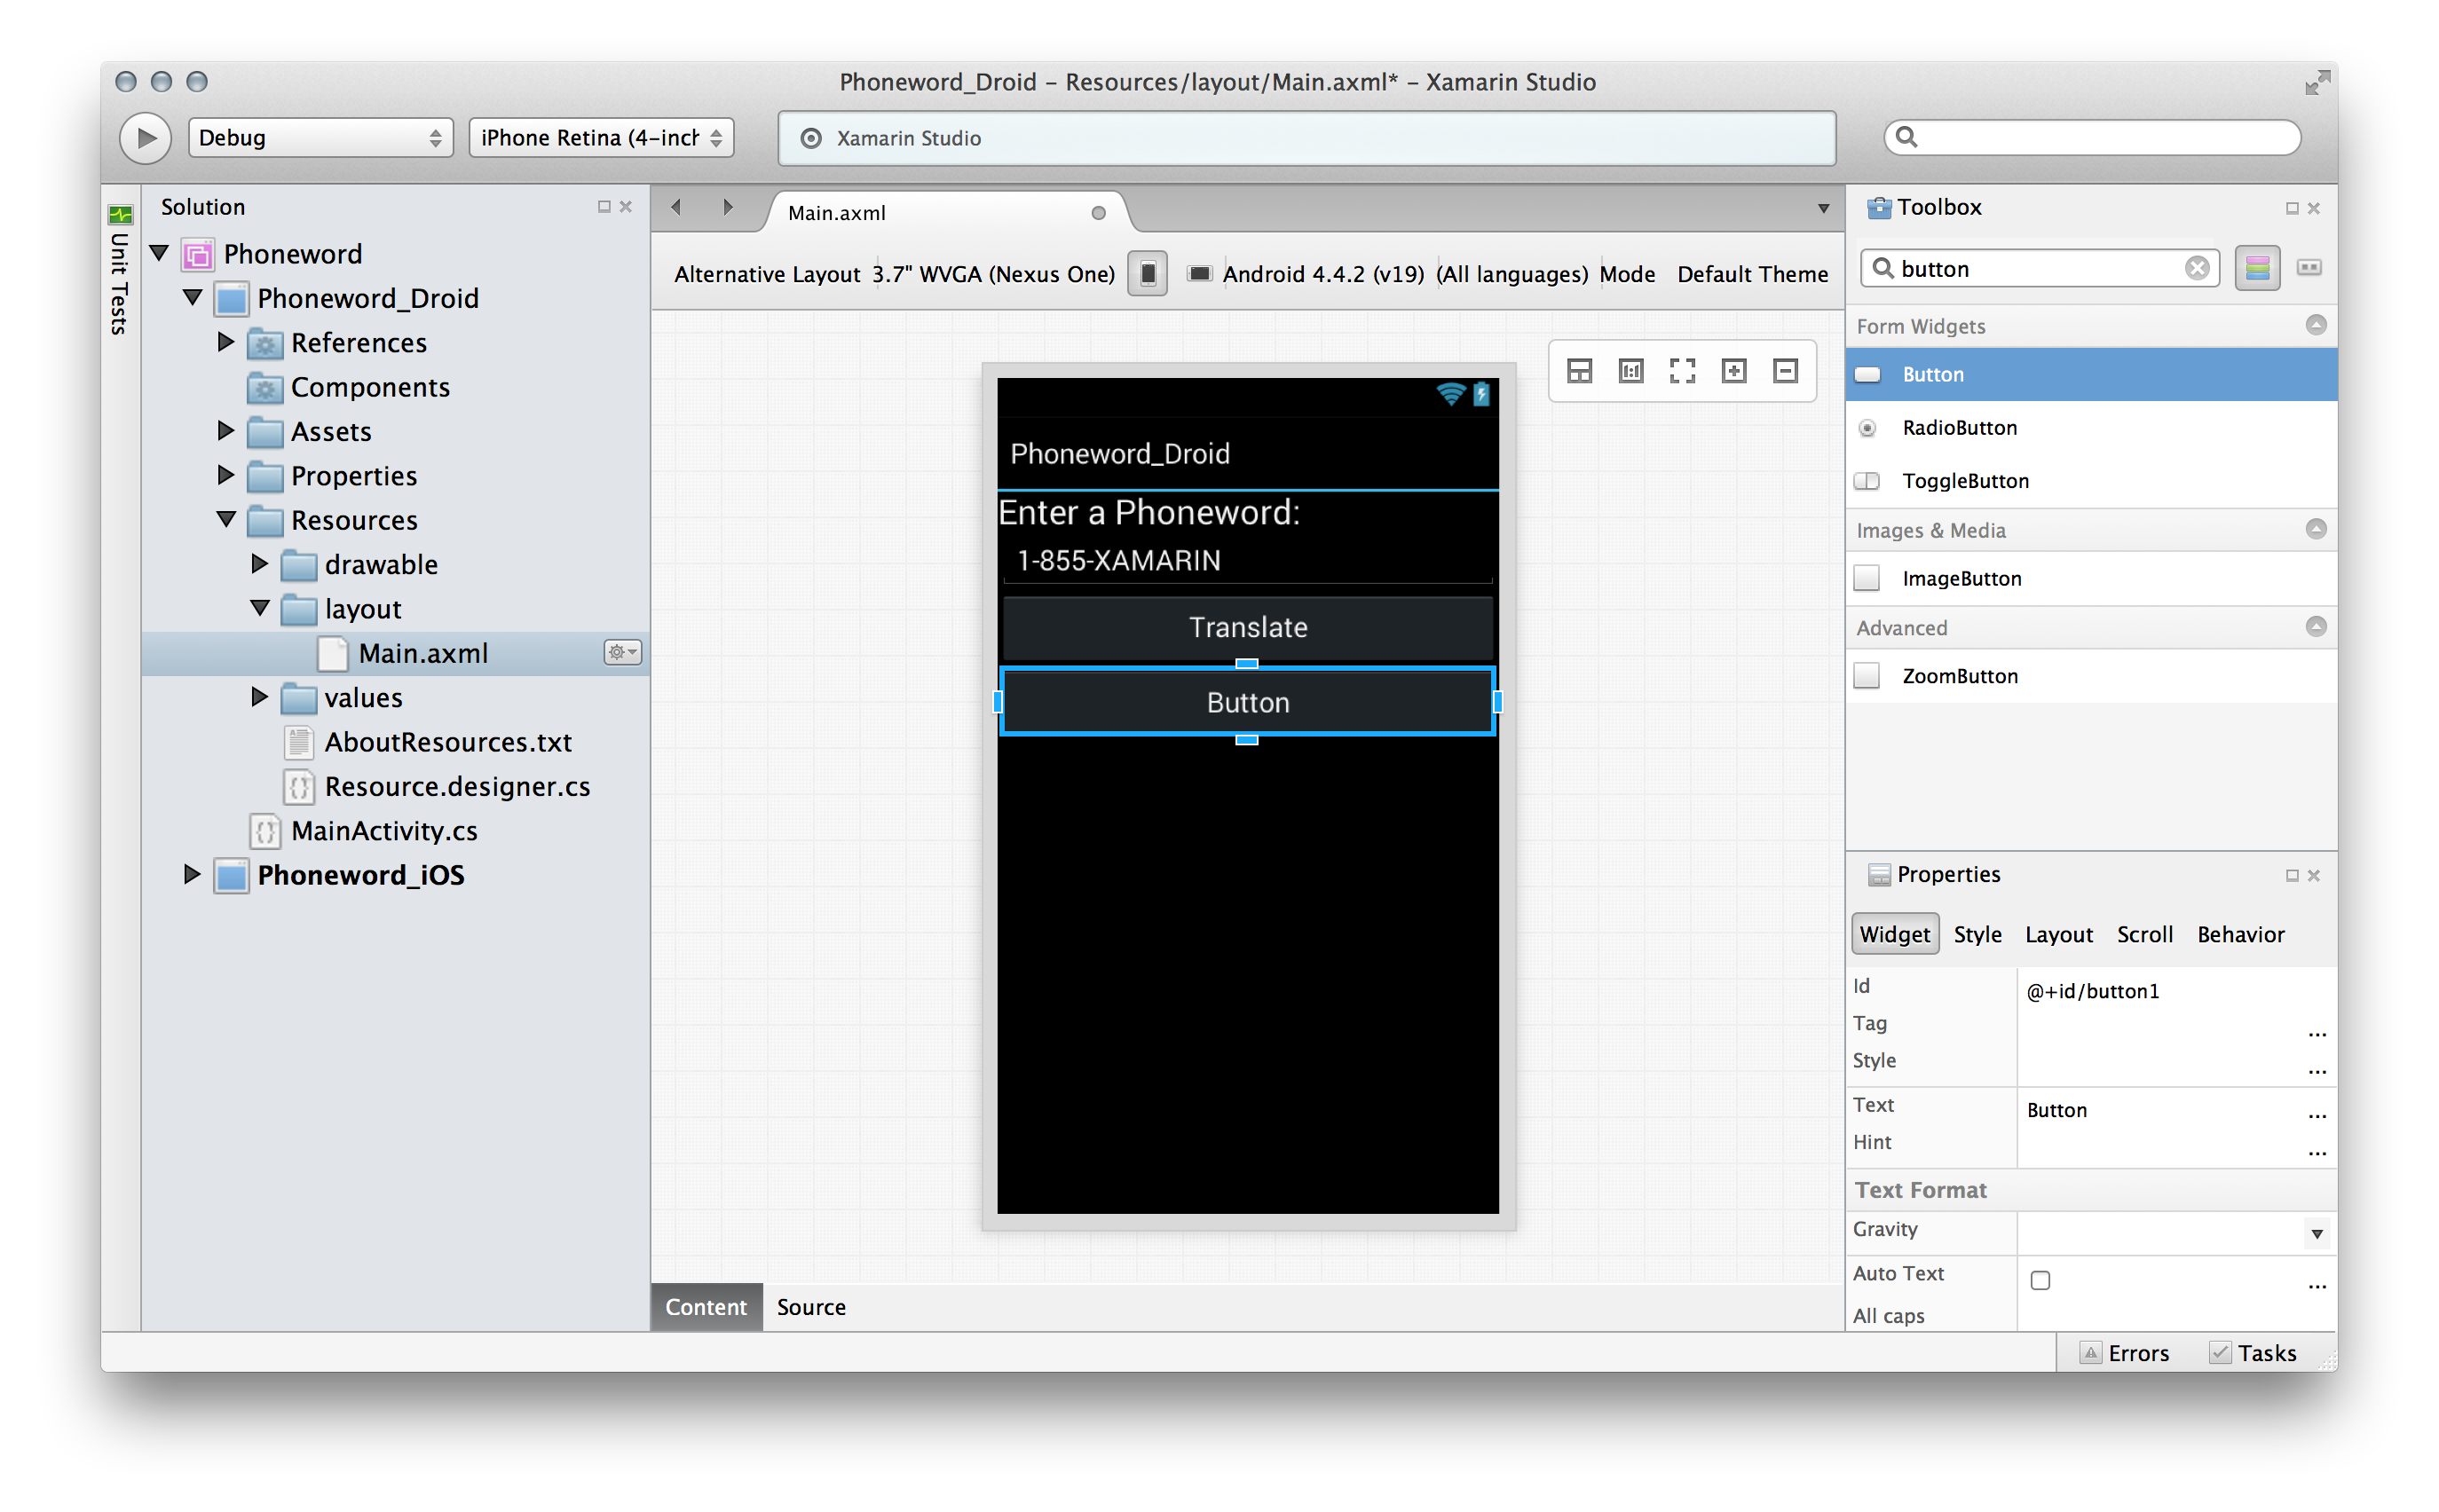 Phoneword_Droid – Resources/layout/Main.axml* – Xamarin Studio
Debug
iPhone Retina (4-inch
Xamarin Studio
Unit Tests
Solution
Phoneword
Phoneword_Droid
References
Components
Assets
Properties
Resources
drawable
layout
Main.axml
values
AboutResources.txt
Resource.designer.cs
MainActivity.cs
Phoneword_iOS
Main.axml
Alternative Layout 3.7" WVGA (Nexus One) Android 4.4.2 (v19) (All languages) Mode Default Theme
1:1
Phoneword_Droid
Enter a Phoneword:
1-855-XAMARIN
Translate
Button
Content Source
Toolbox
button
Form Widgets
Button
RadioButton
ToggleButton
Images & Media
ImageButton
Advanced
ZoomButton
Properties
Widget Style Layout Scroll Behavior
Id @+id/button1
Tag ...
Style ...
Text Button ...
Hint ...
Text Format
Gravity
Auto Text ...
All caps
Errors Tasks